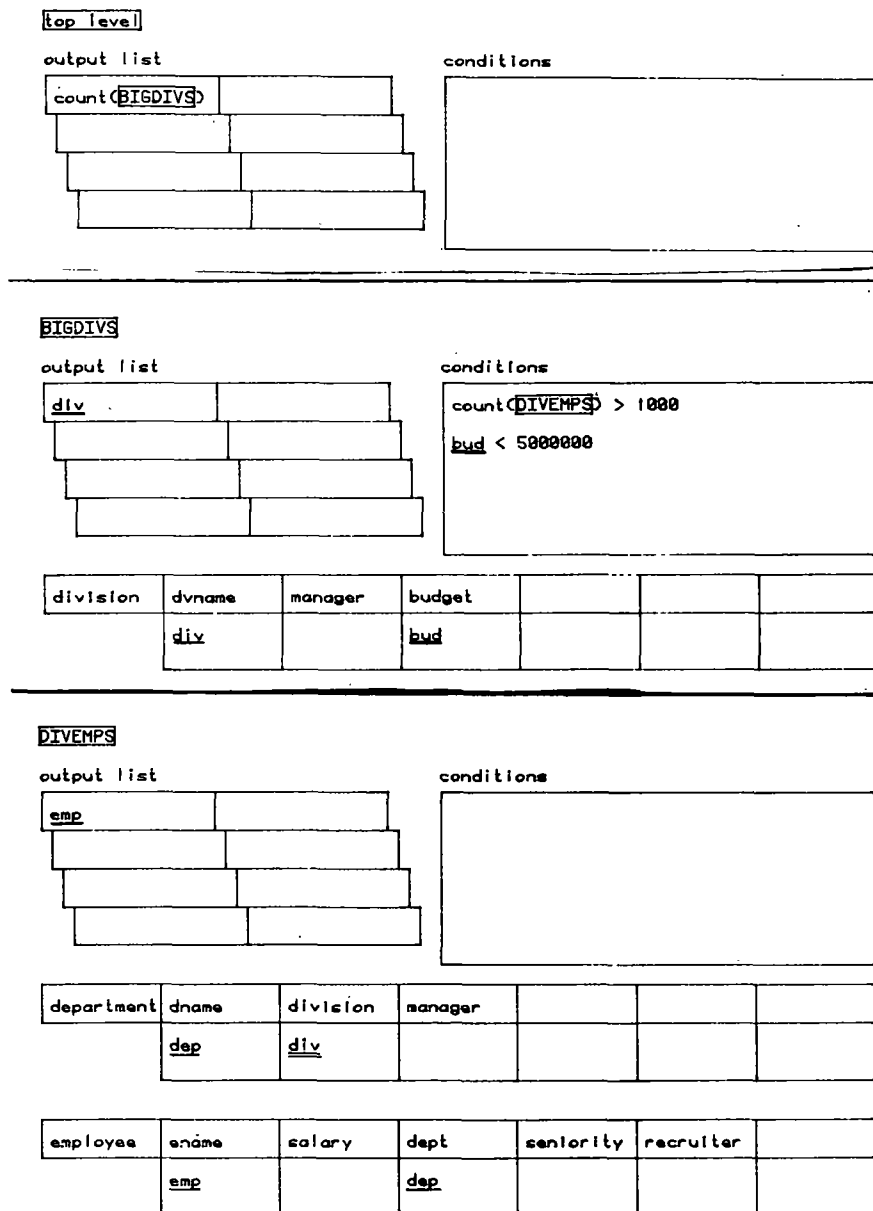 top level
output list conditions
count(BIGDIVS)
BIGDIVS
output list conditions
div count(DIVEMPS) > 1000
bud < 5000000
division dvname manager budget
div bud
DIVEMPS
output list conditions
emp
department dname division manager
dep div
employee ename salary dept seniority recruiter
emp dep